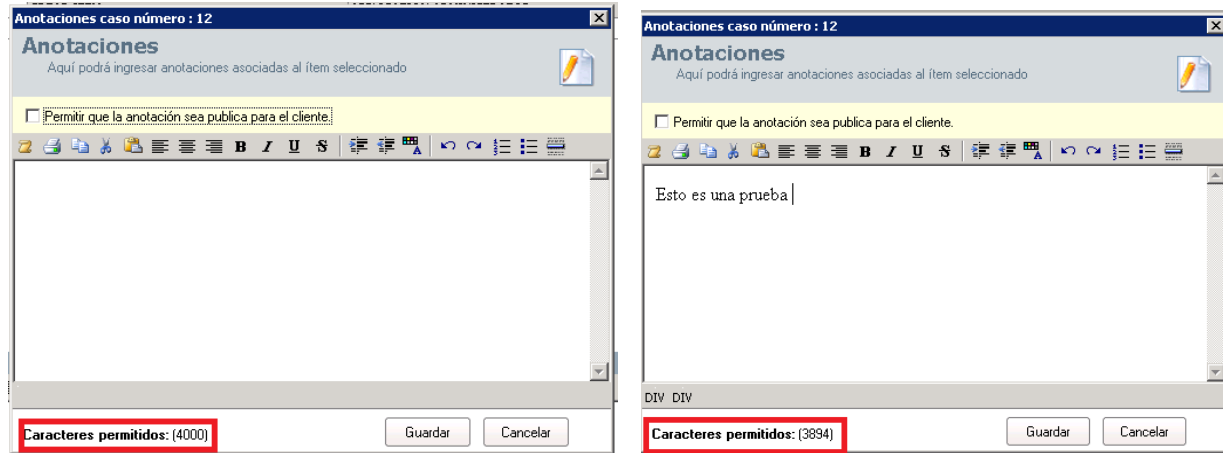 Anotaciones caso número : 12
Anotaciones
Aquí podrá ingresar anotaciones asociadas al ítem seleccionado
Permitir que la anotación sea publica para el cliente.
B I U S
Caracteres permitidos: (4000)
Guardar Cancelar
Anotaciones caso número : 12
Anotaciones
Aquí podrá ingresar anotaciones asociadas al ítem seleccionado
Permitir que la anotación sea publica para el cliente.
B I U S
Esto es una prueba
DIV DIV
Caracteres permitidos: (3894)
Guardar Cancelar